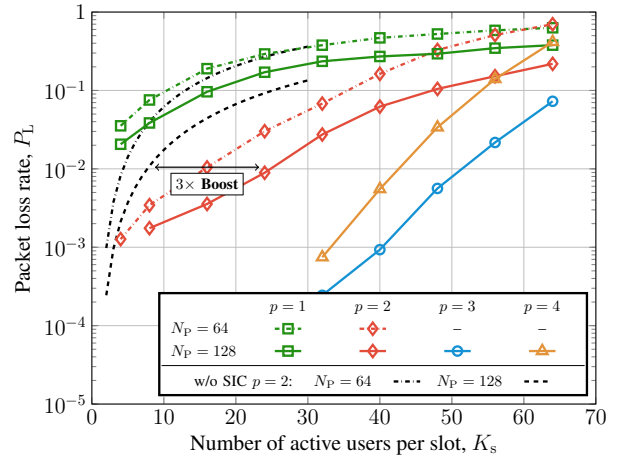 1
10⁻¹
10⁻²
10⁻³
10⁻⁴
10⁻⁵
Packet loss rate, P_L
3× Boost
p = 1 p = 2 p = 3 p = 4
N_P = 64 – –
N_P = 128
w/o SIC p = 2: N_P = 64 N_P = 128
0 10 20 30 40 50 60 70
Number of active users per slot, K_s